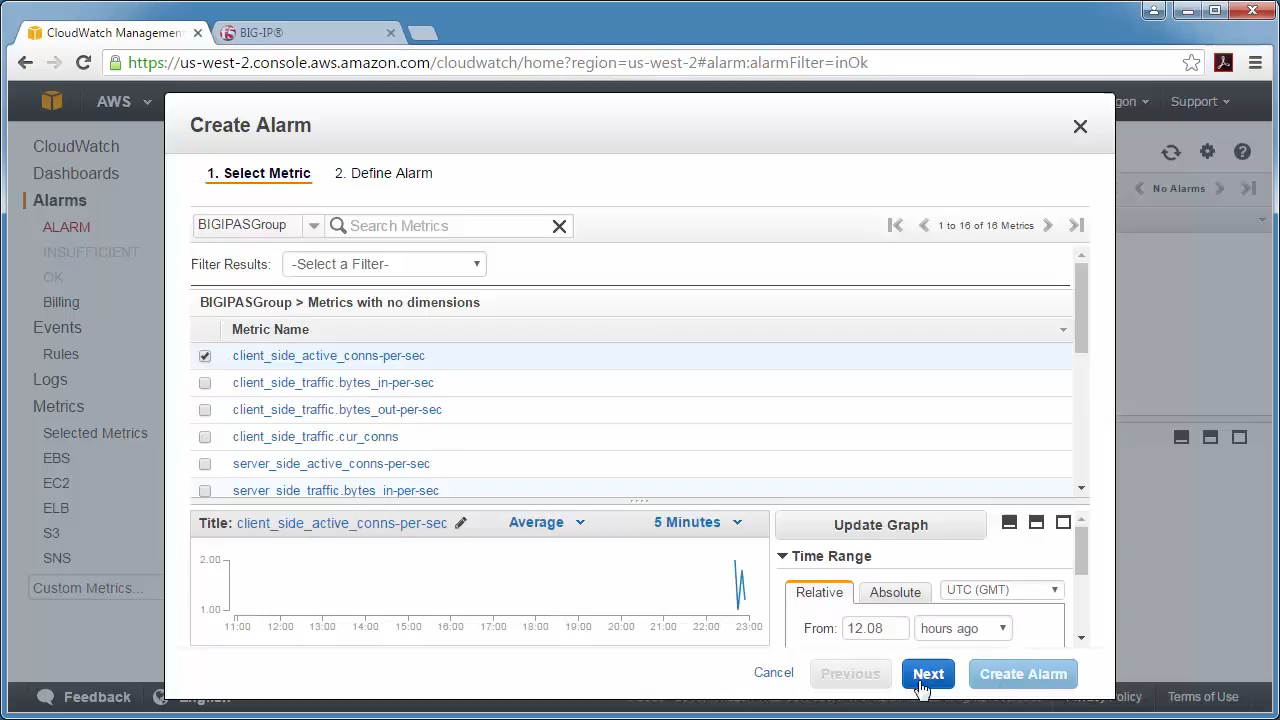 CloudWatch Management
BIG-IP®
https://us-west-2.console.aws.amazon.com/cloudwatch/home?region=us-west-2#alarm:alarmFilter=inOk
AWS
gon
Support
CloudWatch
Dashboards
Alarms
ALARM
INSUFFICIENT
OK
Billing
Events
Rules
Logs
Metrics
Selected Metrics
EBS
EC2
ELB
S3
SNS
Custom Metrics...
No Alarms
Create Alarm
1. Select Metric
2. Define Alarm
BIGIPASGroup
Search Metrics
1 to 16 of 16 Metrics
Filter Results:
-Select a Filter-
BIGIPASGroup > Metrics with no dimensions
Metric Name
client_side_active_conns-per-sec
client_side_traffic.bytes_in-per-sec
client_side_traffic.bytes_out-per-sec
client_side_traffic.cur_conns
server_side_active_conns-per-sec
server_side_traffic.bytes_in-per-sec
Title: client_side_active_conns-per-sec
Average
5 Minutes
2.00
1.00
11:00 12:00 13:00 14:00 15:00 16:00 17:00 18:00 19:00 20:00 21:00 22:00 23:00
Update Graph
Time Range
Relative
Absolute
UTC (GMT)
From: 12.08 hours ago
Cancel
Previous
Next
Create Alarm
Feedback
English
Policy
Terms of Use